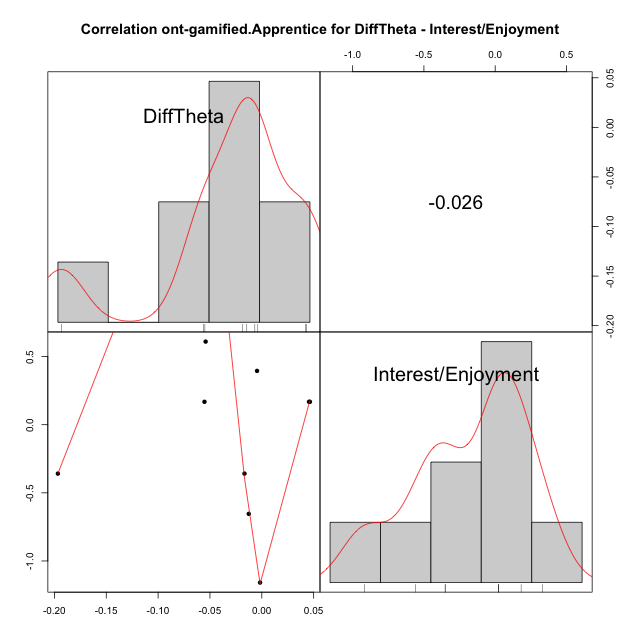 Correlation ont-gamified.Apprentice for DiffTheta - Interest/Enjoyment
-1.0 -0.5 0.0 0.5
DiffTheta
-0.026
0.05
0.00
-0.05
-0.10
-0.15
-0.20
0.5
0.0
-0.5
-1.0
Interest/Enjoyment
-0.20 -0.15 -0.10 -0.05 0.00 0.05